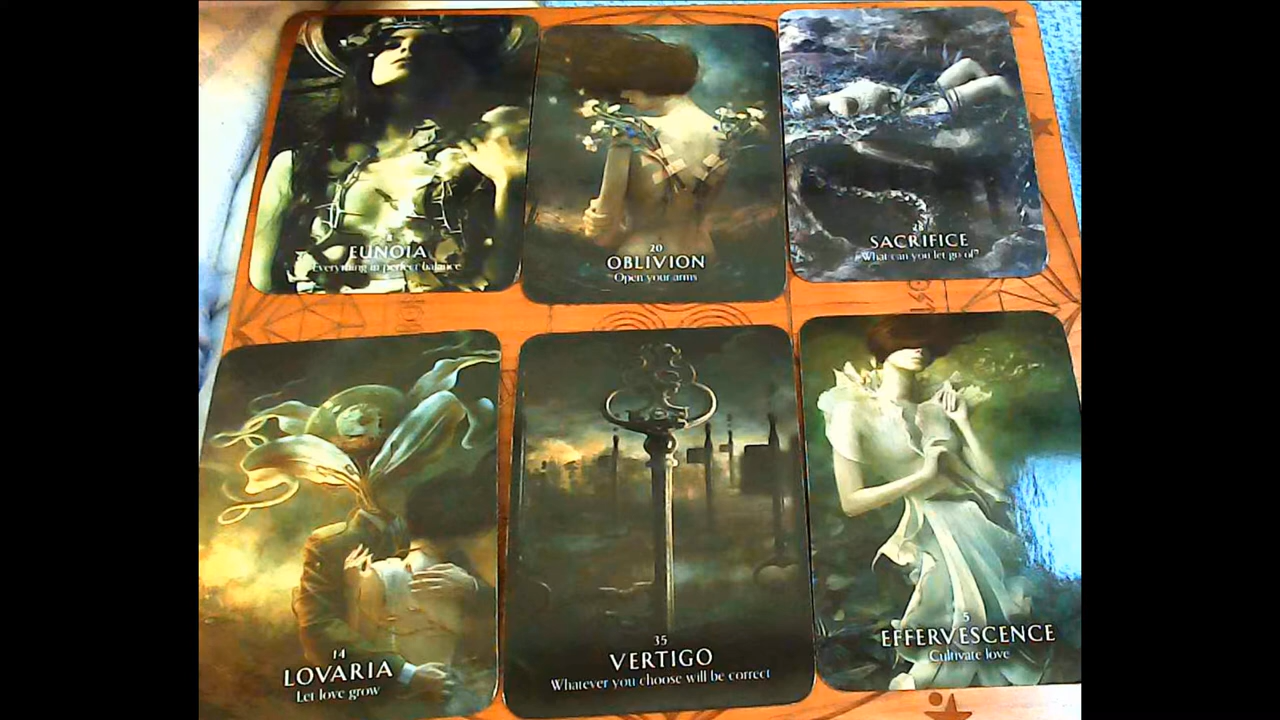 EUNOIA
Everything in perfect balance
20
OBLIVION
Open your arms
SACRIFICE
What can you let go of?
14
LOVARIA
Let love grow
35
VERTIGO
Whatever you choose will be correct
5
EFFERVESCENCE
Cultivate love